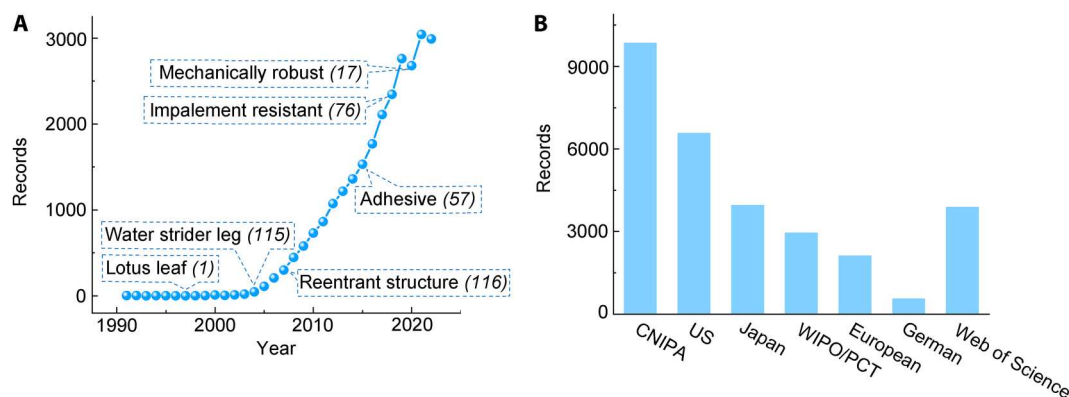 A
Records
3000
2000
1000
0
Mechanically robust (17)
Impalement resistant (76)
Adhesive (57)
Water strider leg (115)
Lotus leaf (1)
Reentrant structure (116)
1990
2000
2010
2020
Year
B
Records
9000
6000
3000
0
CNIPA
US
Japan
WIPO/PCT
European
German
Web of Science